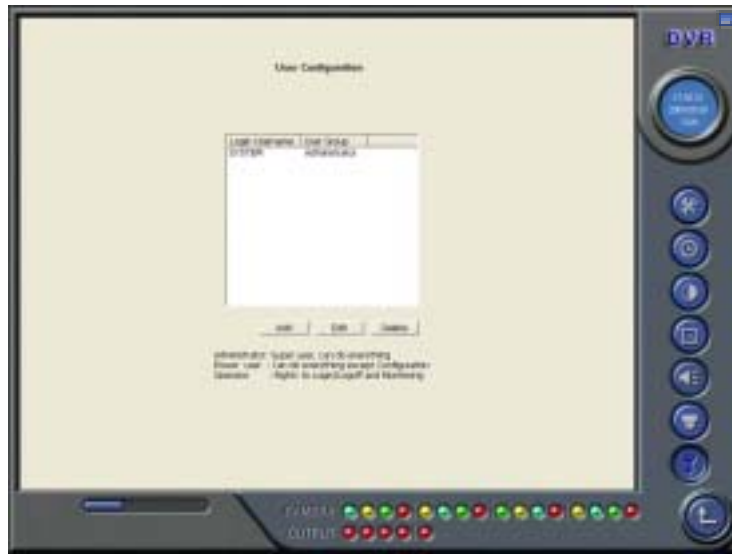 DVR
User Configuration
Login Username User Group
SYSTEM Administrator
Add Edit Delete
Administrator: Super user, can do everything
Power user : Can do everything except Configuration
Operator : Rights to Login/Logoff and Monitoring
CAMERA
OUTPUT